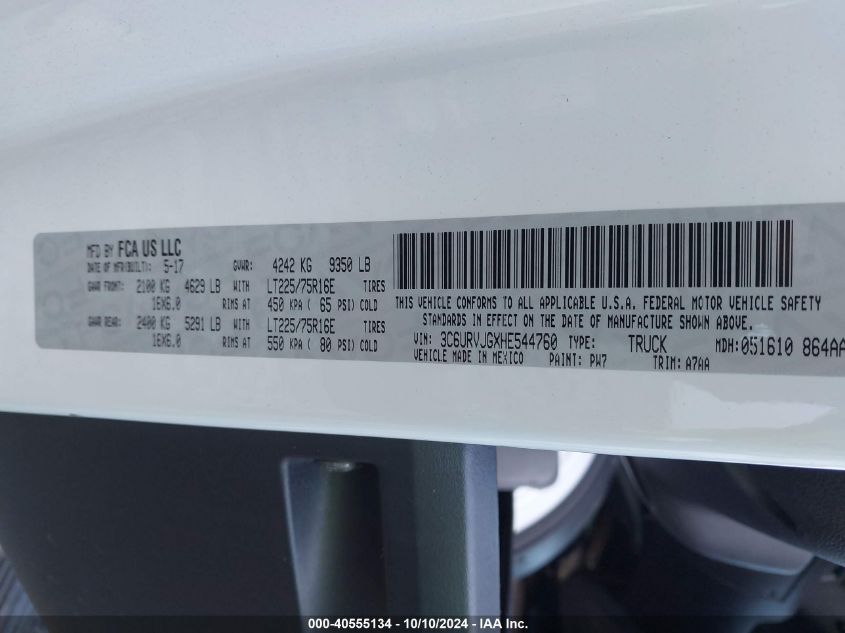 MFD BY FCA US LLC
DATE OF MFR(BUILT): 5-17 GVWR: 4242 KG 9350 LB
GAWR FRONT: 2100 KG 4629 LB WITH LT225/75R16E TIRES
16X6.0 RIMS AT 450 KPA ( 65 PSI) COLD
GAWR REAR: 2400 KG 5291 LB WITH LT225/75R16E TIRES
16X6.0 RIMS AT 550 KPA ( 80 PSI) COLD
THIS VEHICLE CONFORMS TO ALL APPLICABLE U.S.A. FEDERAL MOTOR VEHICLE SAFETY
STANDARDS IN EFFECT ON THE DATE OF MANUFACTURE SHOWN ABOVE.
VIN: 3C6URVJGXHE544760 TYPE: TRUCK MDH: 051610 864AA
VEHICLE MADE IN MEXICO PAINT: PW7 TRIM: A7AA
000-40555134 - 10/10/2024 - IAA Inc.